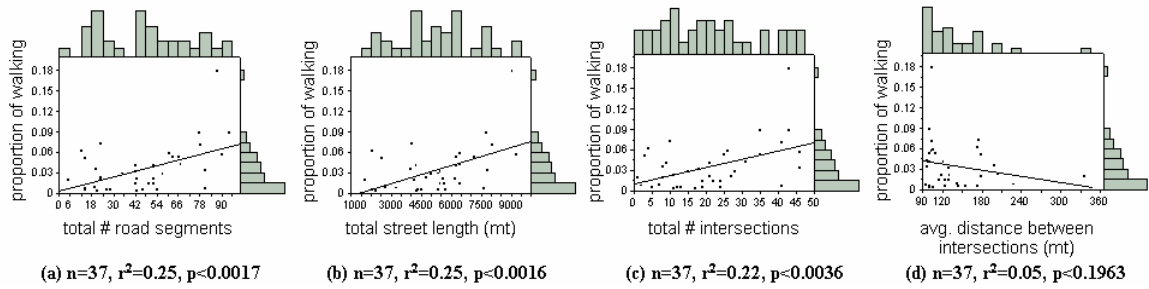 proportion of walking
0.18
0.15
0.12
0.09
0.06
0.03
0
0 6 18 30 42 54 66 78 90
total # road segments
(a) n=37, r²=0.25, p<0.0017
proportion of walking
0.18
0.15
0.12
0.09
0.06
0.03
0
1000 3000 4500 6000 7500 9000
total street length (mt)
(b) n=37, r²=0.25, p<0.0016
proportion of walking
0.18
0.15
0.12
0.09
0.06
0.03
0
0 5 10 15 20 25 30 35 40 45 50
total # intersections
(c) n=37, r²=0.22, p<0.0036
proportion of walking
0.18
0.15
0.12
0.09
0.06
0.03
0
90 120 180 240 300 360
avg. distance between
intersections (mt)
(d) n=37, r²=0.05, p<0.1963